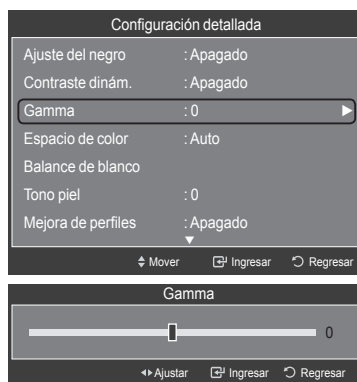 Configuración detallada
Ajuste del negro : Apagado
Contraste dinám. : Apagado
Gamma : 0
Espacio de color : Auto
Balance de blanco
Tono piel : 0
Mejora de perfiles : Apagado
Mover Ingresar Regresar
Gamma
0
Ajustar Ingresar Regresar